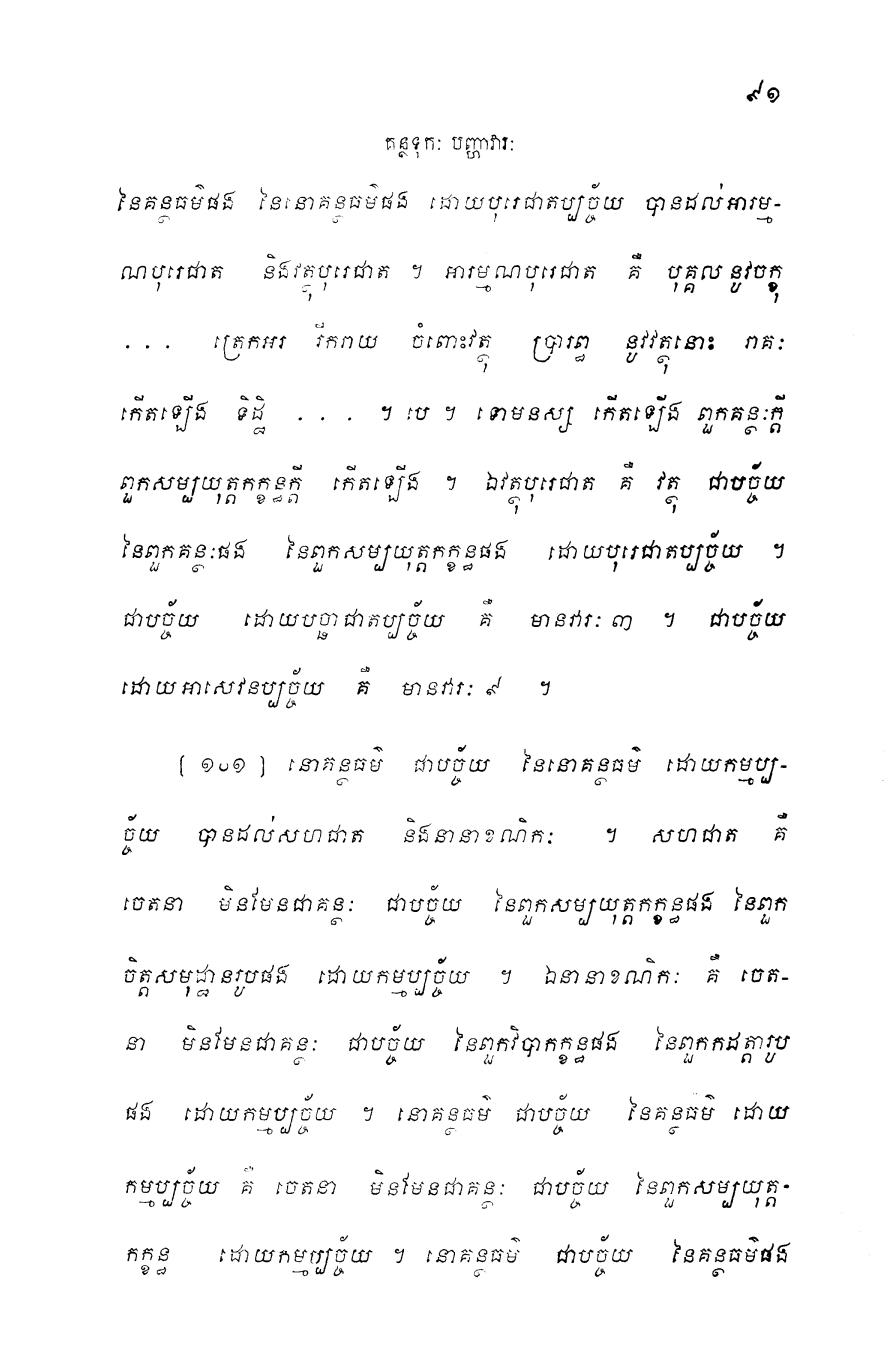 ៩១
គន្ថទុកៈ បញ្ហាវារៈ
នៃគន្ថធម៌ផង នៃនោគន្ថធម៌ផង ដោយបុរេជាតប្បច្ច័យ បានដល់អារម្ម-
ណបុរេជាត និងវត្ថុបុរេជាត ។ អារម្មណបុរេជាត គឺ បុគ្គល នូវចក្ខុ
... ត្រេកអរ រីករាយ ចំពោះវត្ថុ ប្រារព្ធ នូវវត្ថុនោះ រាគៈ
កើតឡើង ទិដ្ឋិ ... ។ បេ ។ ទោមនស្ស កើតឡើង ពួកគន្ថៈក្តី
ពួកសម្បយុត្តកក្ខន្ធក្តី កើតឡើង ។ ឯវត្ថុបុរេជាត គឺ វត្ថុ ជាបច្ច័យ
នៃពួកគន្ថៈផង នៃពួកសម្បយុត្តកក្ខន្ធផង ដោយបុរេជាតប្បច្ច័យ ។
ជាបច្ច័យ ដោយបច្ឆាជាតប្បច្ច័យ គឺ មានវារៈ ៣ ។ ជាបច្ច័យ
ដោយអាសេវនប្បច្ច័យ គឺ មានវារៈ ៩ ។
[ ១០១ ] នោគន្ថធម៌ ជាបច្ច័យ នៃនោគន្ថធម៌ ដោយកម្មប្ប-
ច្ច័យ បានដល់សហជាត និងនានាខណិកៈ ។ សហជាត គឺ
ចេតនា មិនមែនជាគន្ថៈ ជាបច្ច័យ នៃពួកសម្បយុត្តកក្ខន្ធផង នៃពួក
ចិត្តសមុដ្ឋានរូបផង ដោយកម្មប្បច្ច័យ ។ ឯនានាខណិកៈ គឺ ចេត-
នា មិនមែនជាគន្ថៈ ជាបច្ច័យ នៃពួកវិបាកក្ខន្ធផង នៃពួកកដត្តារូប
ផង ដោយកម្មប្បច្ច័យ ។ នោគន្ថធម៌ ជាបច្ច័យ នៃគន្ថធម៌ ដោយ
កម្មប្បច្ច័យ គឺ ចេតនា មិនមែនជាគន្ថៈ ជាបច្ច័យ នៃពួកសម្បយុត្ត-
កក្ខន្ធ ដោយកម្មប្បច្ច័យ ។ នោគន្ថធម៌ ជាបច្ច័យ នៃគន្ថធម៌ផង